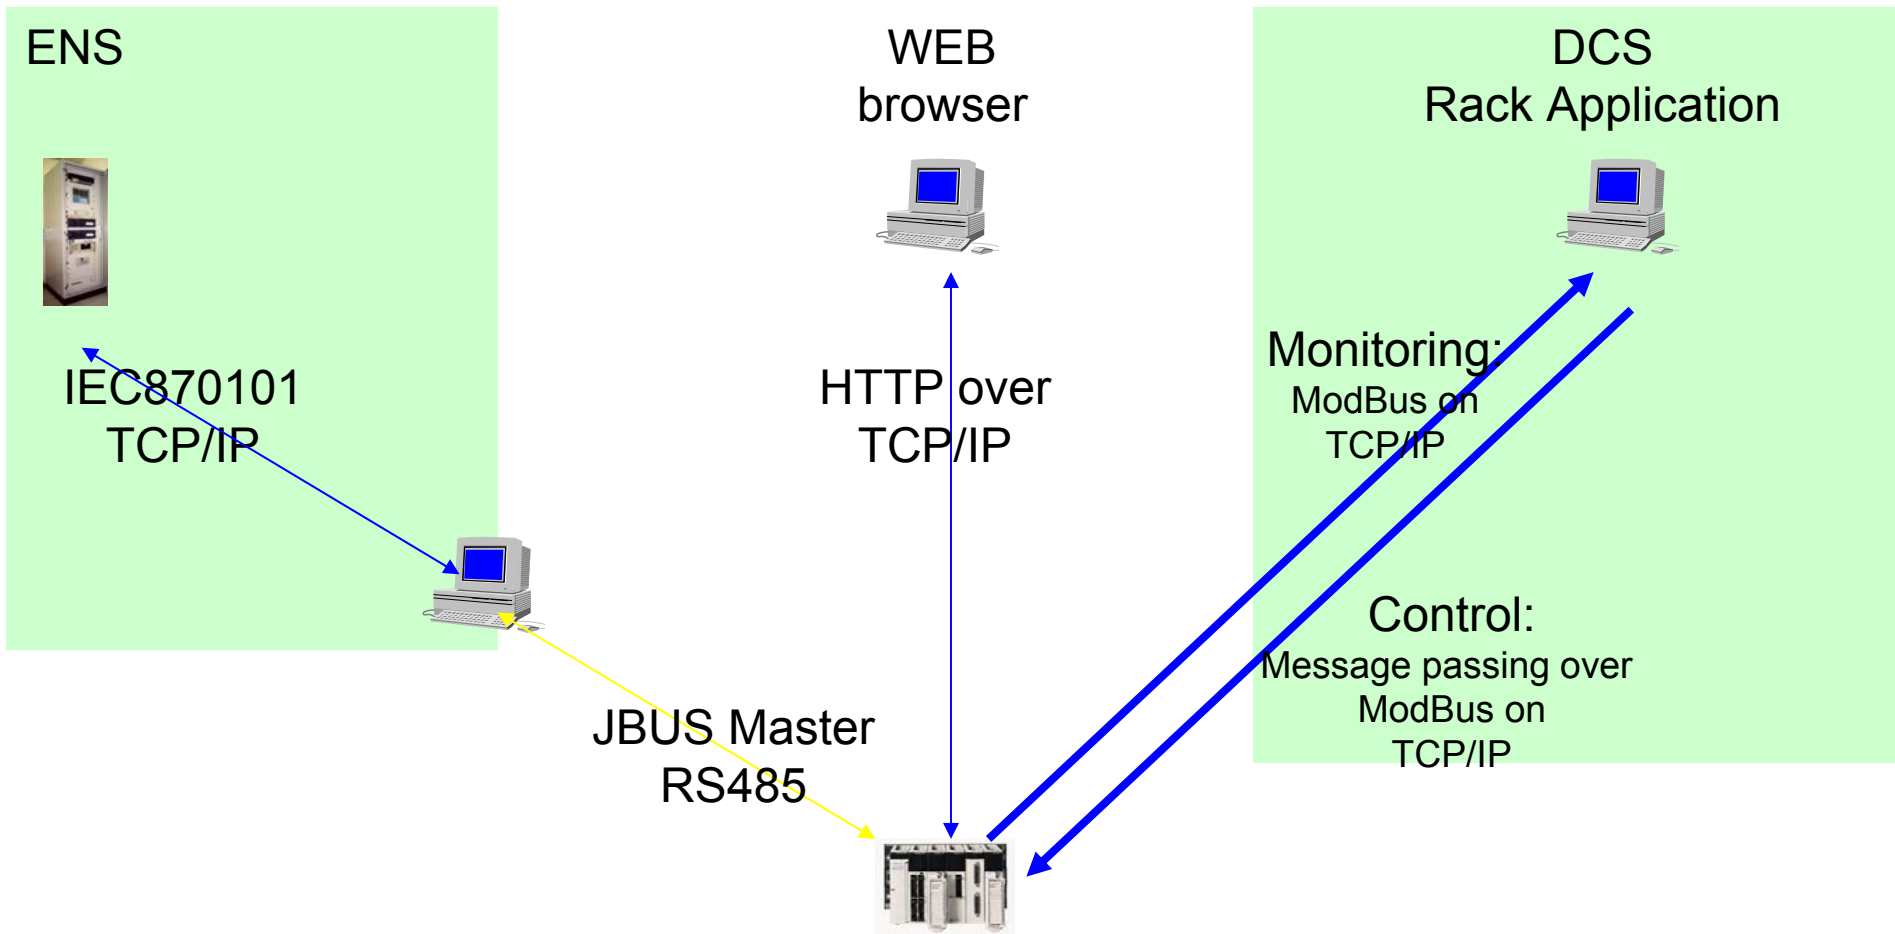 ENS
WEB
browser
DCS
Rack Application
IEC870101
TCP/IP
HTTP over
TCP/IP
Monitoring:
ModBus on
TCP/IP
Control:
Message passing over
ModBus on
TCP/IP
JBUS Master
RS485